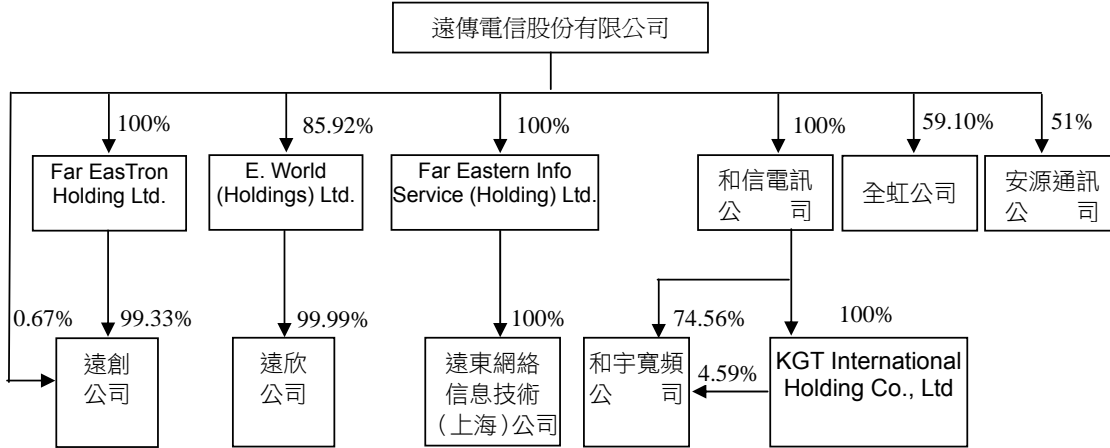 遠傳電信股份有限公司
100%
85.92%
100%
100%
59.10%
51%
Far EasTron
Holding Ltd.
E. World
(Holdings) Ltd.
Far Eastern Info
Service (Holding) Ltd.
和信電訊
公 司
全虹公司
安源通訊
公 司
0.67%
99.33%
99.99%
100%
74.56%
100%
遠創
公司
遠欣
公司
遠東網絡
信息技術
(上海)公司
和宇寬頻
公 司
4.59%
KGT International
Holding Co., Ltd